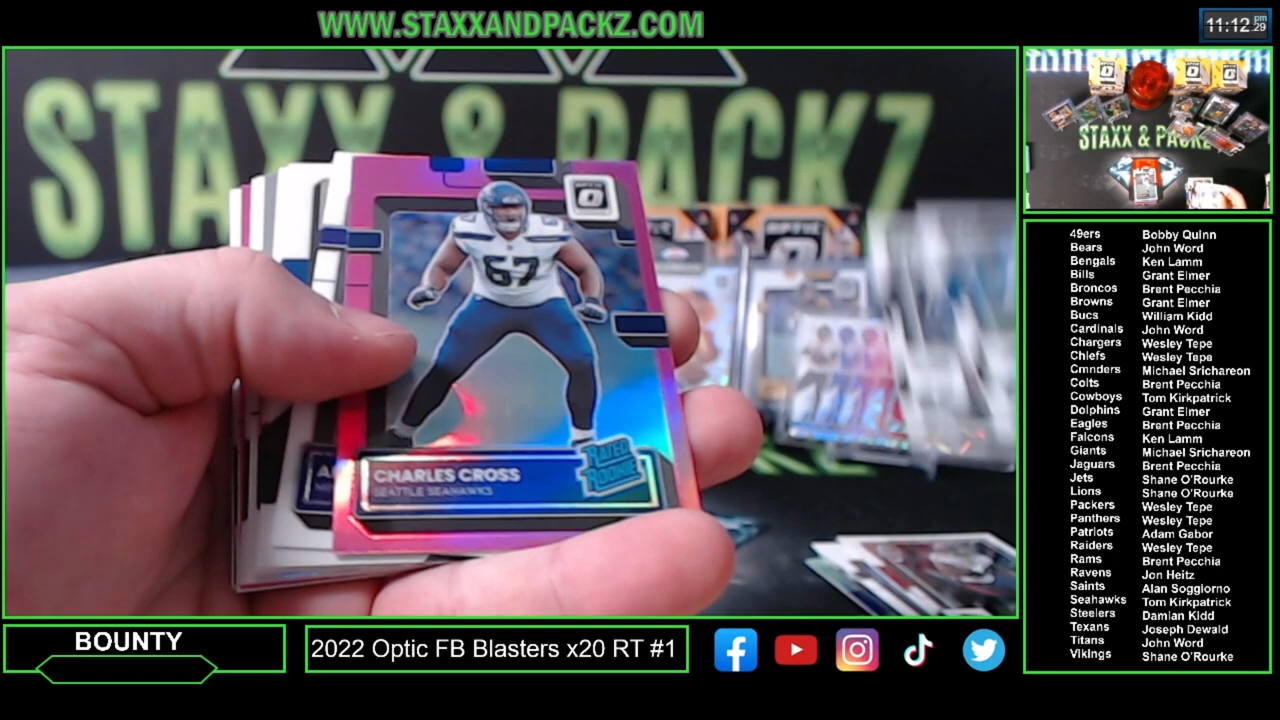 WWW.STAXXANDPACKZ.COM
11:12 pm .29
STAXX & PACKZ
67
OPTIC
CHARLES CROSS
SEATTLE SEAHAWKS
RATED ROOKIE
STAXX & PACKZ
49ers Bobby Quinn
Bears John Word
Bengals Ken Lamm
Bills Grant Elmer
Broncos Brent Pecchia
Browns Grant Elmer
Bucs William Kidd
Cardinals John Word
Chargers Wesley Tepe
Chiefs Wesley Tepe
Cmnders Michael Srichareon
Colts Brent Pecchia
Cowboys Tom Kirkpatrick
Dolphins Grant Elmer
Eagles Brent Pecchia
Falcons Ken Lamm
Giants Michael Srichareon
Jaguars Brent Pecchia
Jets Shane O'Rourke
Lions Shane O'Rourke
Packers Wesley Tepe
Panthers Wesley Tepe
Patriots Adam Gabor
Raiders Wesley Tepe
Rams Brent Pecchia
Ravens Jon Heitz
Saints Alan Soggiorno
Seahawks Tom Kirkpatrick
Steelers Damian Kidd
Texans Joseph Dewald
Titans John Word
Vikings Shane O'Rourke
BOUNTY
2022 Optic FB Blasters x20 RT #1